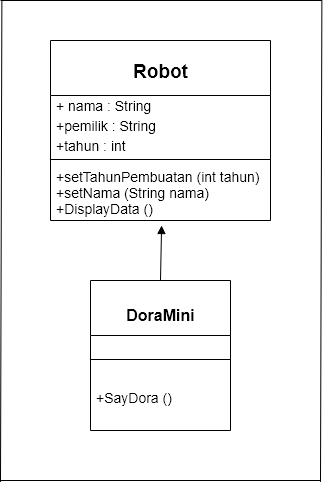 Robot
+ nama : String
+pemilik : String
+tahun : int
+setTahunPembuatan (int tahun)
+setNama (String nama)
+DisplayData ()
DoraMini
+SayDora ()